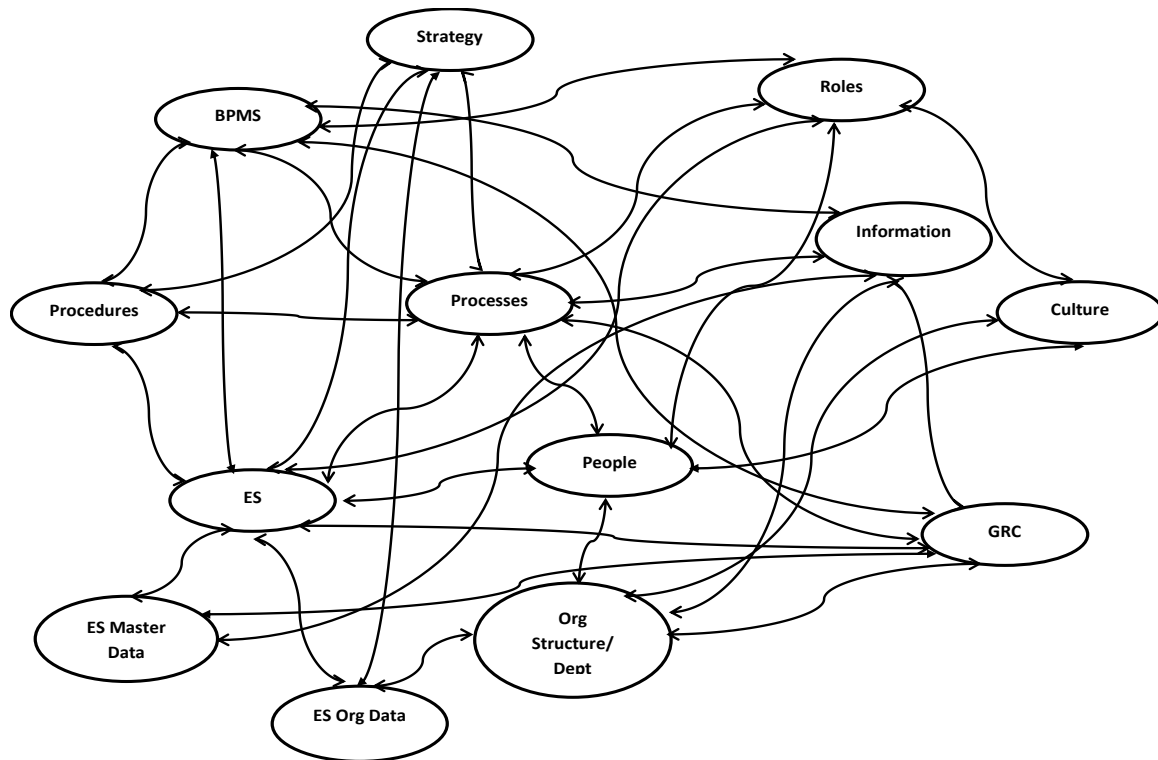 Strategy
Roles
BPMS
Information
Processes
Procedures
Culture
People
ES
GRC
ES Master
Data
Org
Structure/
Dept
ES Org Data